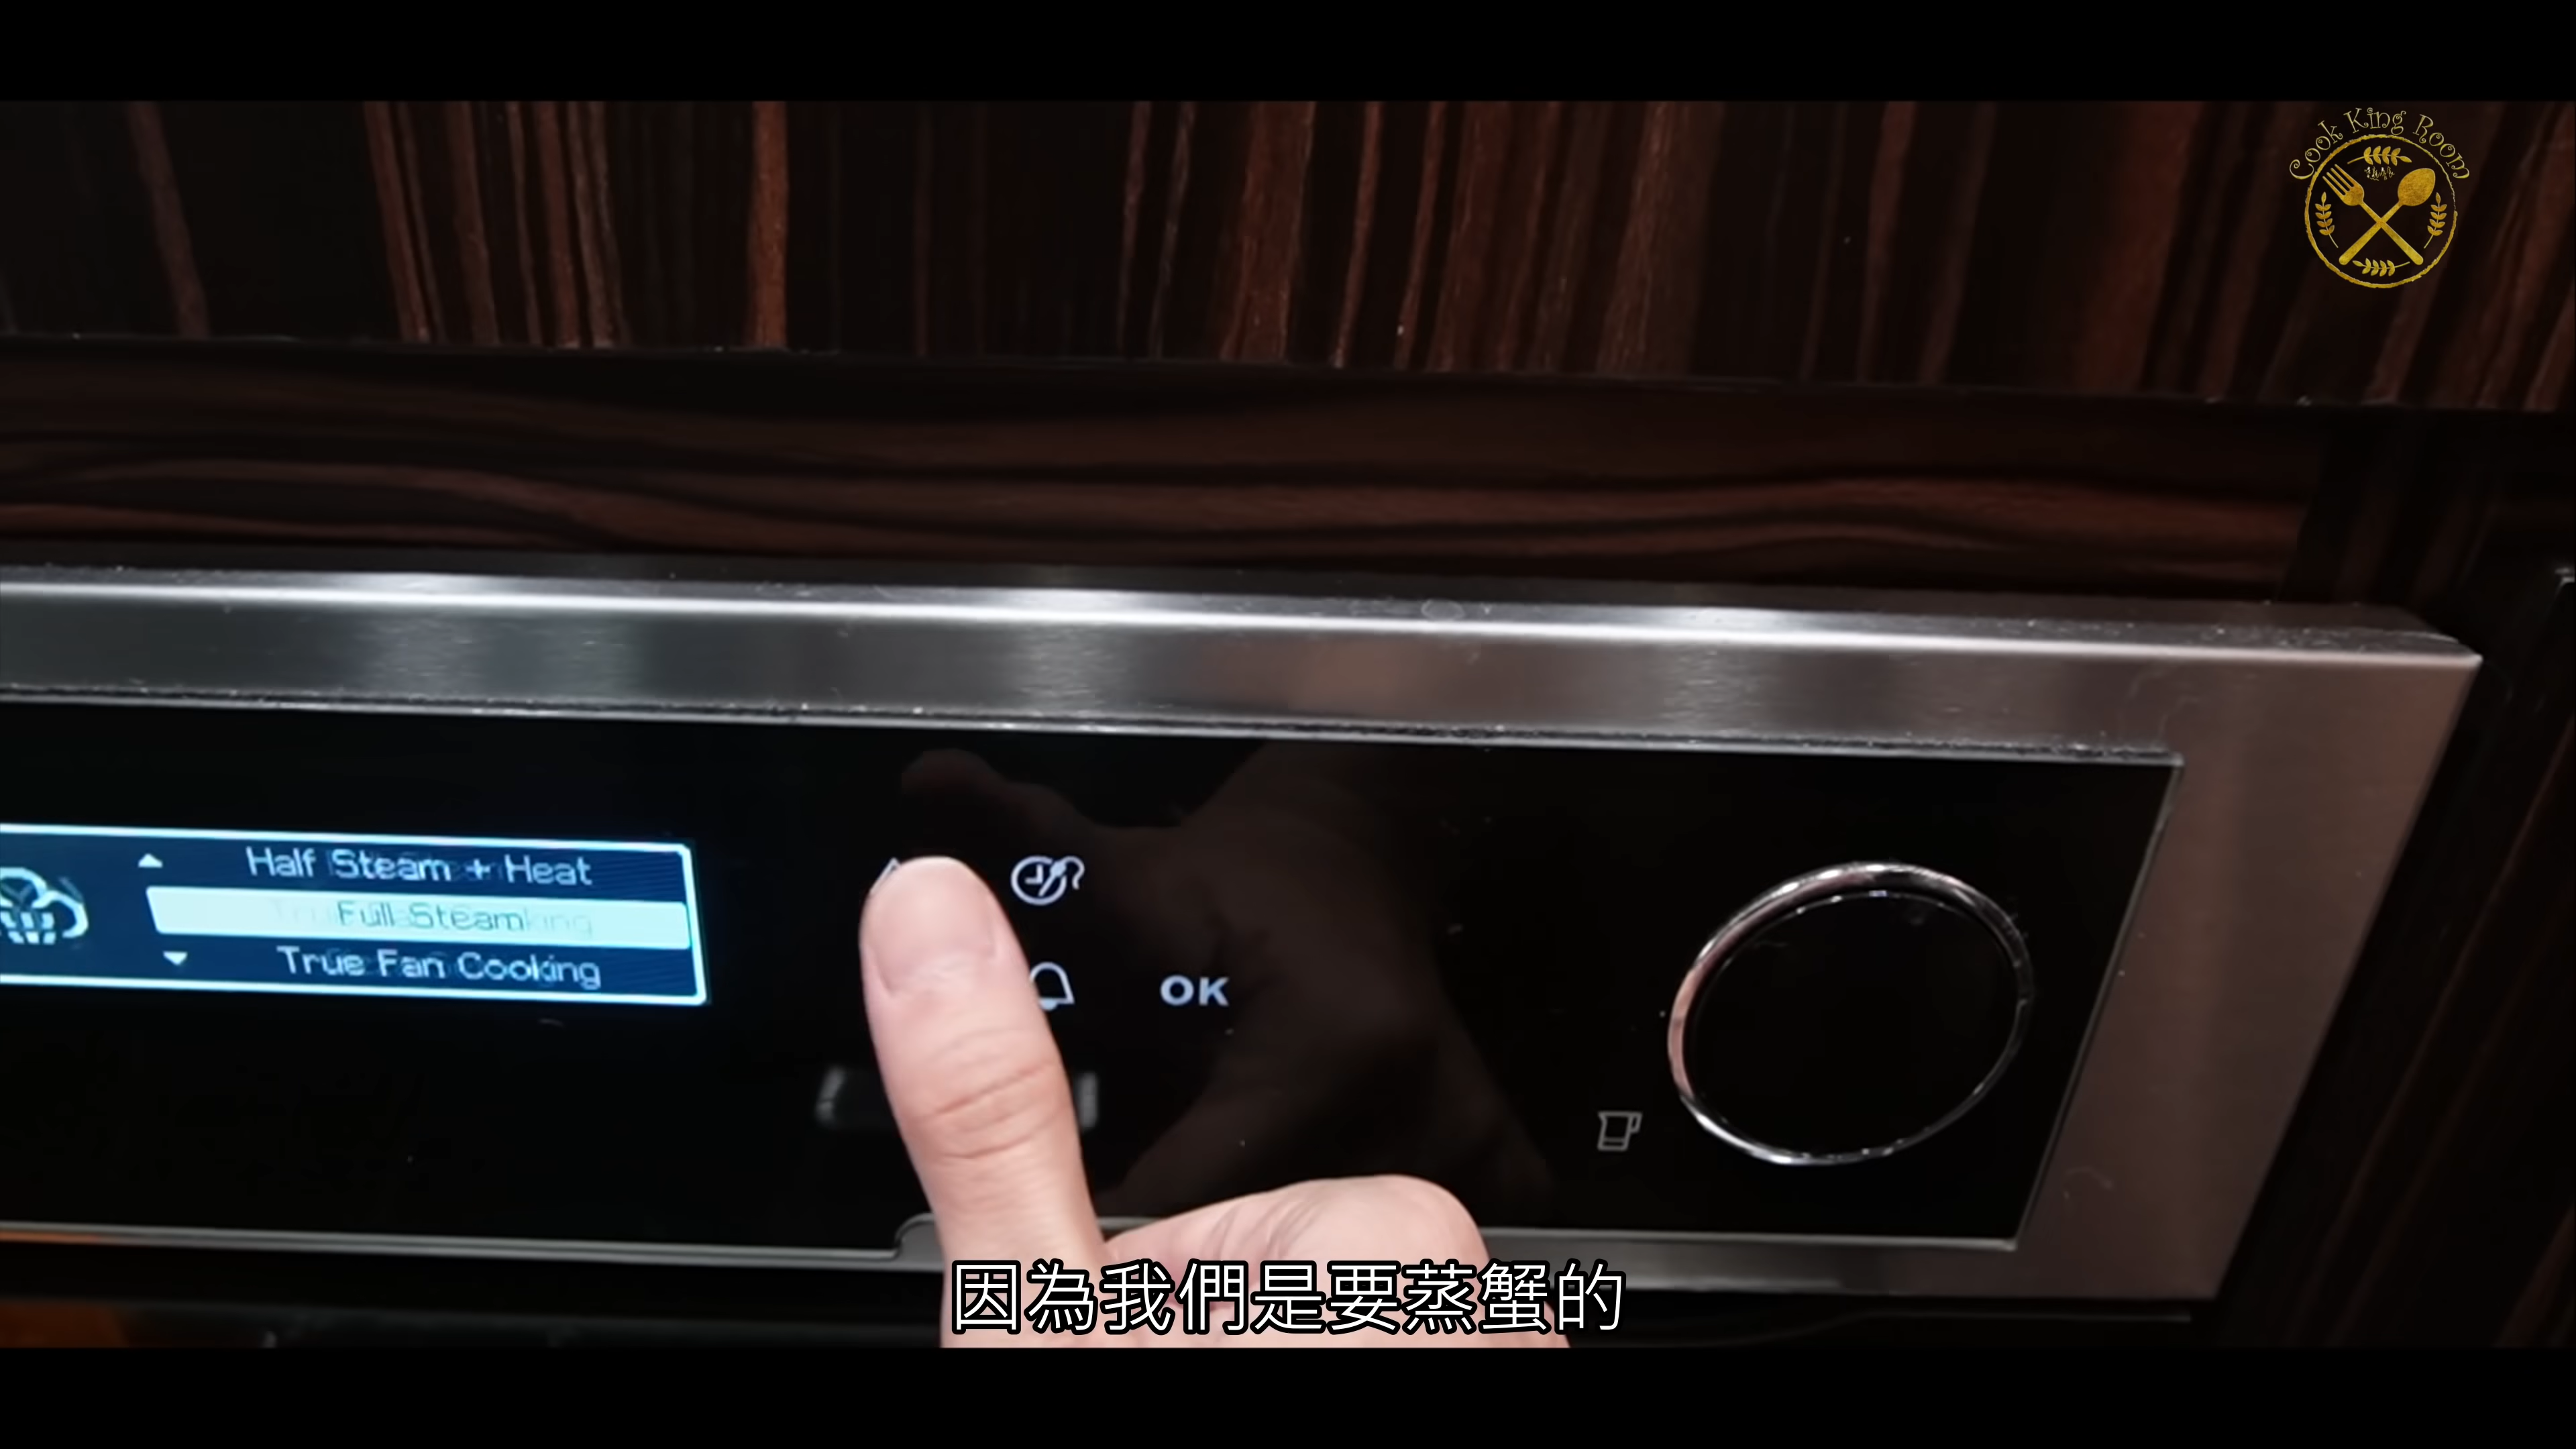 Cook King Room
Half Steam + Heat
Full Steam
True Fan Cooking
OK
因為我們是要蒸蟹的